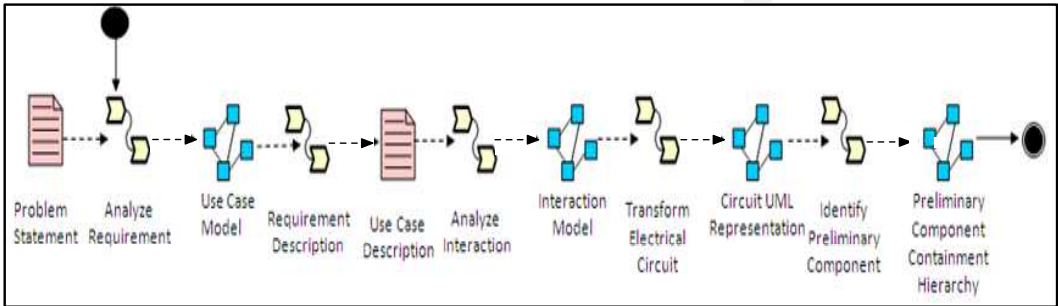 Problem
Statement
Analyze
Requirement
Use Case
Model
Requirement
Description
Use Case
Description
Analyze
Interaction
Interaction
Model
Transform
Electrical
Circuit
Circuit UML
Representation
Identify
Preliminary
Component
Preliminary
Component
Containment
Hierarchy